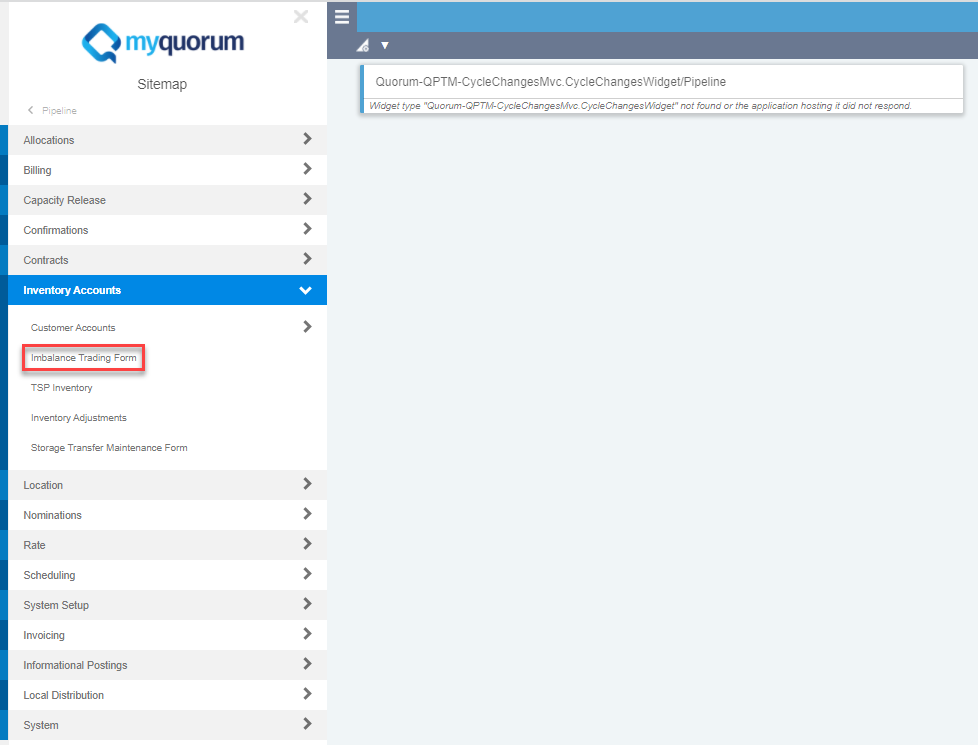 myquorum
Sitemap
Pipeline
Allocations
Billing
Capacity Release
Confirmations
Contracts
Inventory Accounts
Customer Accounts
Imbalance Trading Form
TSP Inventory
Inventory Adjustments
Storage Transfer Maintenance Form
Location
Nominations
Rate
Scheduling
System Setup
Invoicing
Informational Postings
Local Distribution
System
Quorum-QPTM-CycleChangesMvc.CycleChangesWidget/Pipeline
Widget type "Quorum-QPTM-CycleChangesMvc.CycleChangesWidget" not found or the application hosting it did not respond.